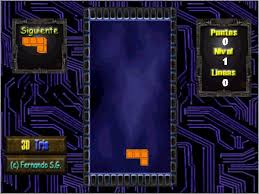 Siguiente
Puntos
0
Nivel
1
Lineas
0
3D Tris
(c) Fernando S.G.